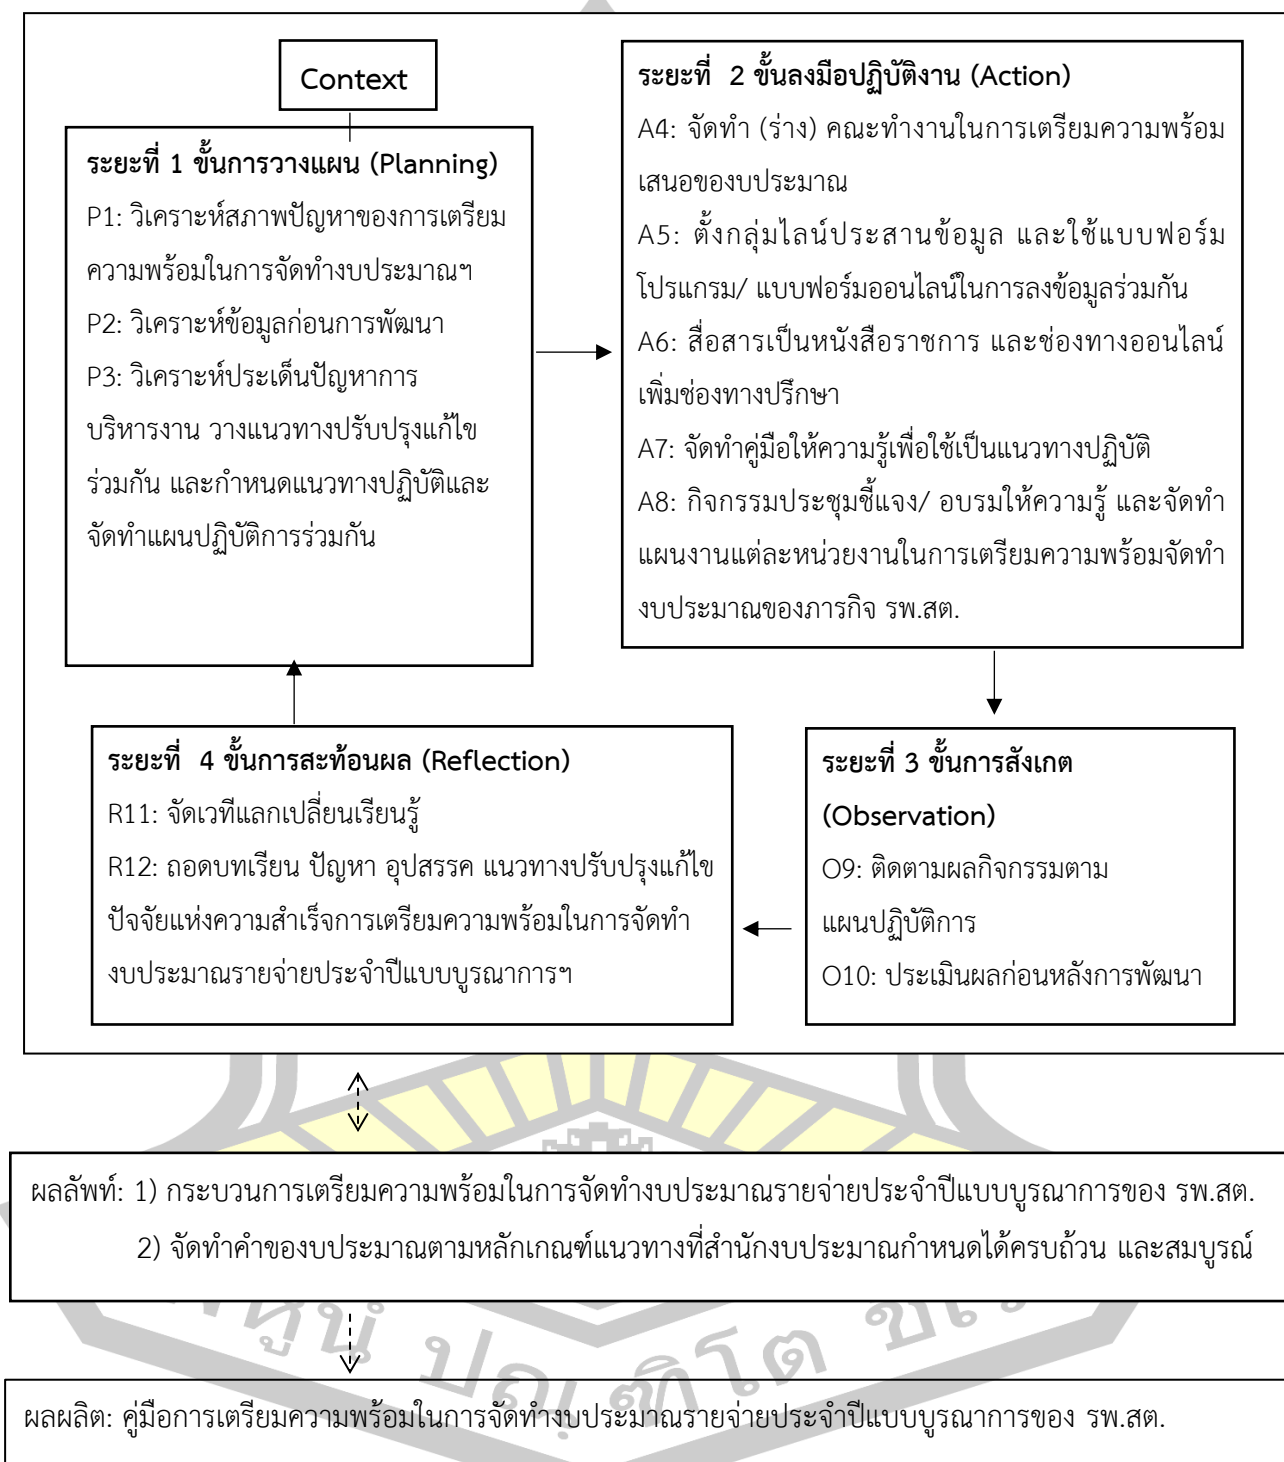 Context
ระยะที่ 1 ขั้นการวางแผน (Planning)
P1: วิเคราะห์สภาพปัญหาของการเตรียม
ความพร้อมในการจัดทำงบประมาณฯ
P2: วิเคราะห์ข้อมูลก่อนการพัฒนา
P3: วิเคราะห์ประเด็นปัญหาการ
บริหารงาน วางแนวทางปรับปรุงแก้ไข
ร่วมกัน และกำหนดแนวทางปฏิบัติและ
จัดทำแผนปฏิบัติการร่วมกัน
ระยะที่ 2 ขั้นลงมือปฏิบัติงาน (Action)
A4: จัดทำ (ร่าง) คณะทำงานในการเตรียมความพร้อม
เสนอของบประมาณ
A5: ตั้งกลุ่มไลน์ประสานข้อมูล และใช้แบบฟอร์ม
โปรแกรม/ แบบฟอร์มออนไลน์ในการลงข้อมูลร่วมกัน
A6: สื่อสารเป็นหนังสือราชการ และช่องทางออนไลน์
เพิ่มช่องทางปรึกษา
A7: จัดทำคู่มือให้ความรู้เพื่อใช้เป็นแนวทางปฏิบัติ
A8: กิจกรรมประชุมชี้แจง/ อบรมให้ความรู้ และจัดทำ
แผนงานแต่ละหน่วยงานในการเตรียมความพร้อมจัดทำ
งบประมาณของภารกิจ รพ.สต.
ระยะที่ 4 ขั้นการสะท้อนผล (Reflection)
R11: จัดเวทีแลกเปลี่ยนเรียนรู้
R12: ถอดบทเรียน ปัญหา อุปสรรค แนวทางปรับปรุงแก้ไข
ปัจจัยแห่งความสำเร็จการเตรียมความพร้อมในการจัดทำ
งบประมาณรายจ่ายประจำปีแบบบูรณาการฯ
ระยะที่ 3 ขั้นการสังเกต
(Observation)
O9: ติดตามผลกิจกรรมตาม
แผนปฏิบัติการ
O10: ประเมินผลก่อนหลังการพัฒนา
ผลลัพท์: 1) กระบวนการเตรียมความพร้อมในการจัดทำงบประมาณรายจ่ายประจำปีแบบบูรณาการของ รพ.สต.
2) จัดทำคำของบประมาณตามหลักเกณฑ์แนวทางที่สำนักงบประมาณกำหนดได้ครบถ้วน และสมบูรณ์
ปณฺฑิโต
ผลผลิต: คู่มือการเตรียมความพร้อมในการจัดทำงบประมาณรายจ่ายประจำปีแบบบูรณาการของ รพ.สต.